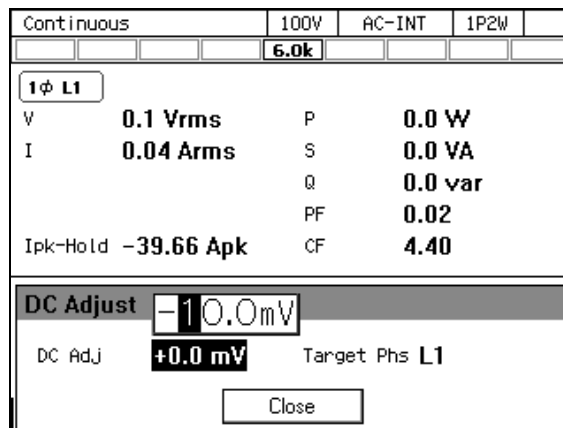 Continuous 100V AC-INT 1P2W
6.0k
1φ L1
V 0.1 Vrms P 0.0 W
I 0.04 Arms S 0.0 VA
Q 0.0 var
PF 0.02
Ipk-Hold -39.66 Apk CF 4.40
DC Adjust -10.0mV
DC Adj +0.0 mV Target Phs L1
Close